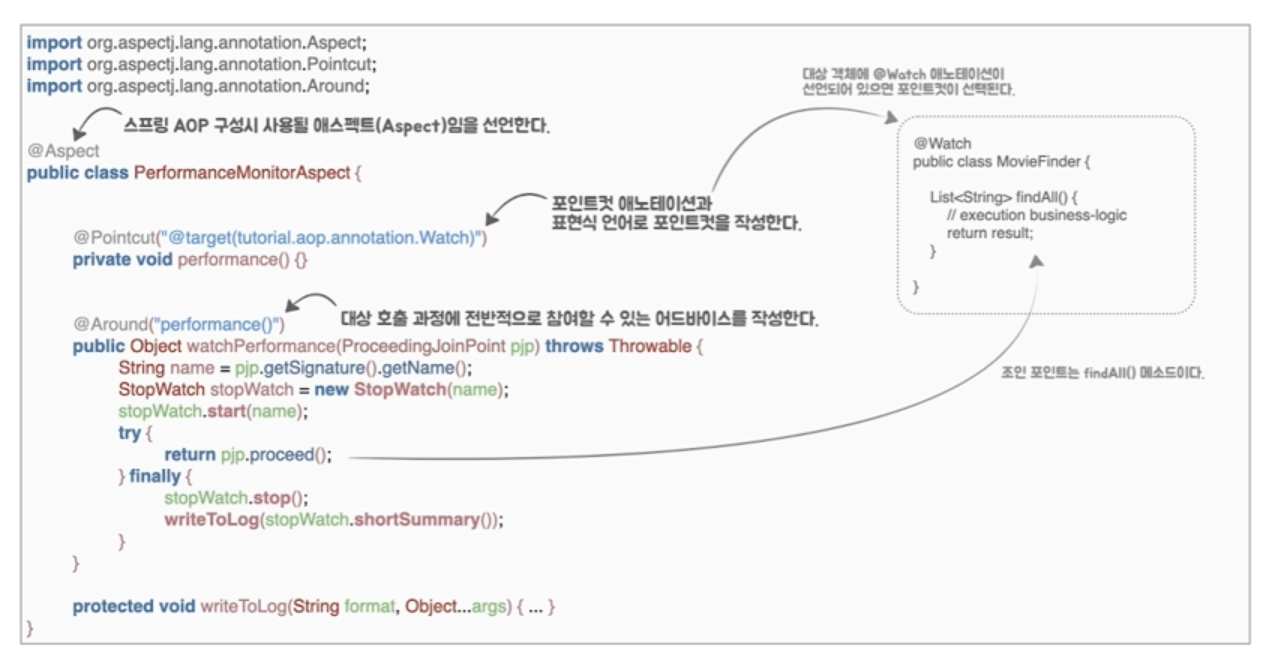 import org.aspectj.lang.annotation.Aspect;
import org.aspectj.lang.annotation.Pointcut;
import org.aspectj.lang.annotation.Around;
스프링 AOP 구성시 사용될 애스펙트(Aspect)임을 선언한다.
@Aspect
public class PerformanceMonitorAspect {
포인트컷 애노테이션과
표현식 언어로 포인트컷을 작성한다.
@Pointcut("@target(tutorial.aop.annotation.Watch)")
private void performance() {}
대상 호출 과정에 전반적으로 참여할 수 있는 어드바이스를 작성한다.
@Around("performance()")
public Object watchPerformance(ProceedingJoinPoint pjp) throws Throwable {
String name = pjp.getSignature().getName();
StopWatch stopWatch = new StopWatch(name);
stopWatch.start(name);
try {
return pjp.proceed();
} finally {
stopWatch.stop();
writeToLog(stopWatch.shortSummary());
}
}
protected void writeToLog(String format, Object...args) { ... }
}
대상 객체에 @Watch 애노테이션이
선언되어 있으면 포인트컷이 선택된다.
@Watch
public class MovieFinder {
List<String> findAll() {
// execution business-logic
return result;
}
}
조인 포인트는 findAll() 메소드이다.